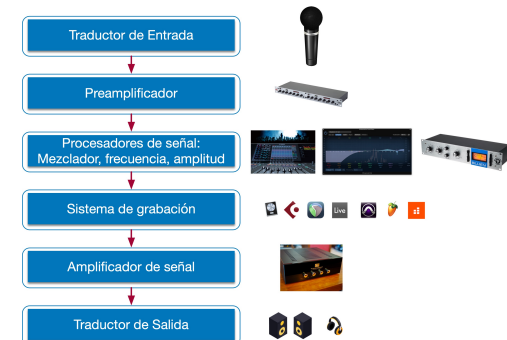 Traductor de Entrada
Preamplificador
Procesadores de señal:
Mezclador, frecuencia, amplitud
Sistema de grabación
Live
Amplificador de señal
Traductor de Salida